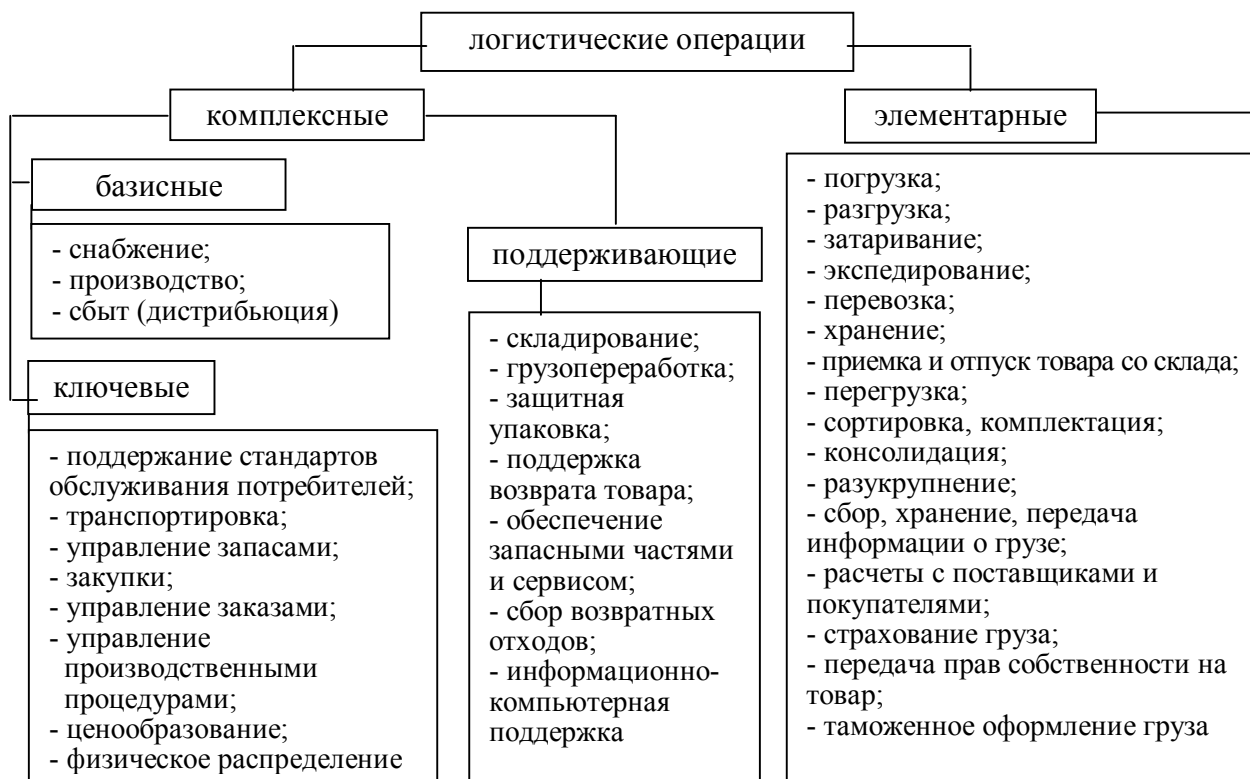 логистические операции
комплексные
элементарные
базисные
- снабжение;
- производство;
- сбыт (дистрибьюция)
ключевые
- поддержание стандартов
обслуживания потребителей;
- транспортировка;
- управление запасами;
- закупки;
- управление заказами;
- управление
производственными
процедурами;
- ценообразование;
- физическое распределение
поддерживающие
- складирование;
- грузопереработка;
- защитная
упаковка;
- поддержка
возврата товара;
- обеспечение
запасными частями
и сервисом;
- сбор возвратных
отходов;
- информационно-
компьютерная
поддержка
- погрузка;
- разгрузка;
- затаривание;
- экспедирование;
- перевозка;
- хранение;
- приемка и отпуск товара со склада;
- перегрузка;
- сортировка, комплектация;
- консолидация;
- разукрупнение;
- сбор, хранение, передача
информации о грузе;
- расчеты с поставщиками и
покупателями;
- страхование груза;
- передача прав собственности на
товар;
- таможенное оформление груза